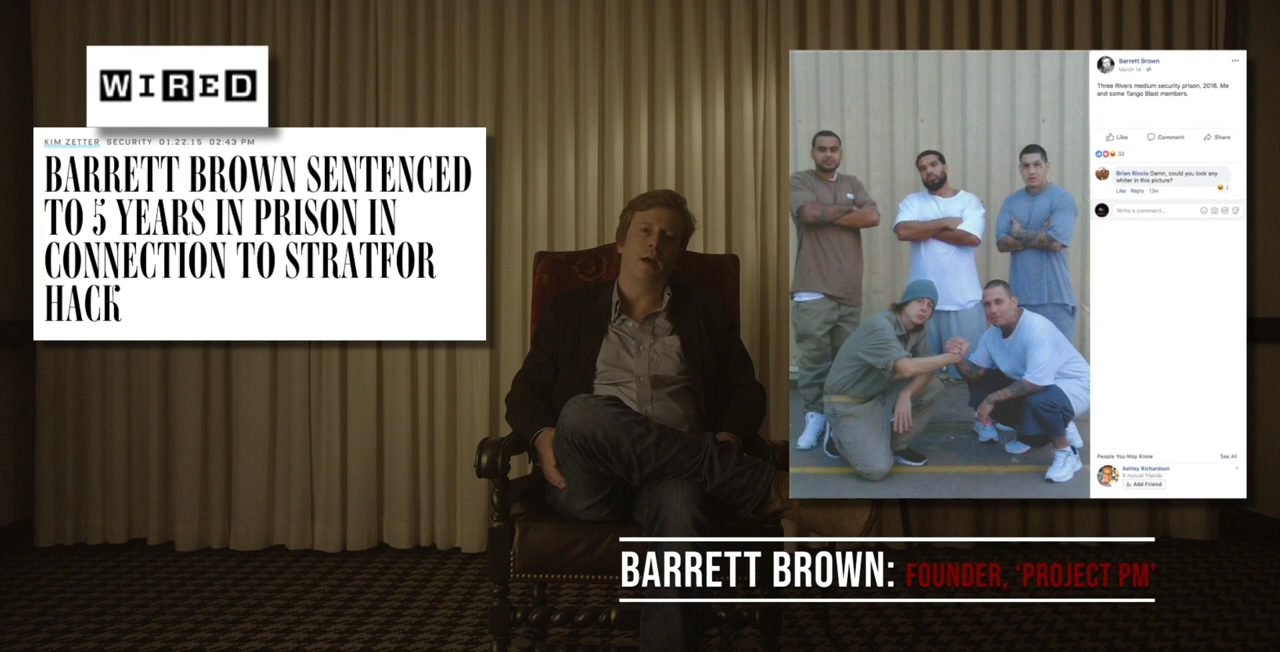 WIRED
KIM ZETTER SECURITY 01.22.15 02:43 PM
BARRETT BROWN SENTENCED
TO 5 YEARS IN PRISON IN
CONNECTION TO STRATFOR
HACK
Barrett Brown
March 14
Three Rivers medium security prison, 2016. Me
and some Tango Blast members.
Like Comment Share
32
Brian Riccio Damn, could you look any
whiter in this picture?
Like · Reply · 13w
Write a comment...
People You May Know See All
Ashley Richardson
6 mutual friends
Add Friend
BARRETT BROWN: FOUNDER, ‘PROJECT PM’